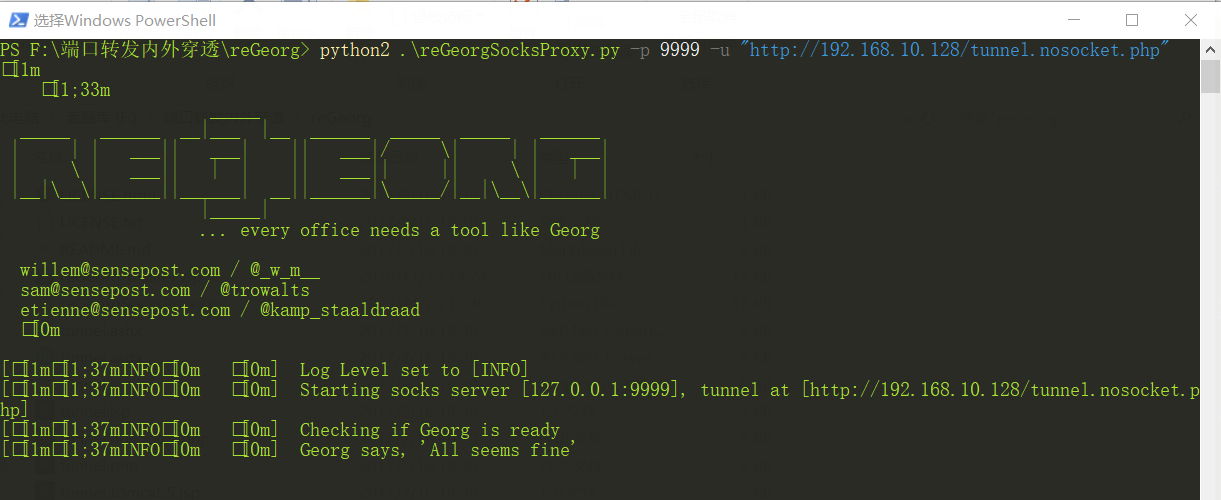 选择Windows PowerShell
PS F:\端口转发内外穿透\reGeorg> python2 .\reGeorgSocksProxy.py -p 9999 -u "http://192.168.10.128/tunnel.nosocket.php"
□[1m
□[1;33m
REGEORG
... every office needs a tool like Georg
willem@sensepost.com / @_w_m__
sam@sensepost.com / @trowalts
etienne@sensepost.com / @kamp_staaldraad
□[0m
[□[1m□[1;37mINFO□[0m □[0m] Log Level set to [INFO]
[□[1m□[1;37mINFO□[0m □[0m] Starting socks server [127.0.0.1:9999], tunnel at [http://192.168.10.128/tunnel.nosocket.p
hp]
[□[1m□[1;37mINFO□[0m □[0m] Checking if Georg is ready
[□[1m□[1;37mINFO□[0m □[0m] Georg says, 'All seems fine'